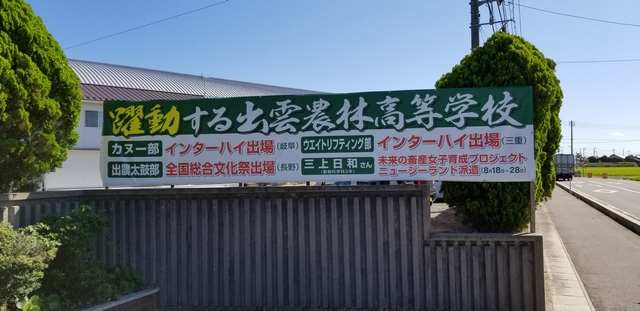 躍動する出雲農林高等学校
カヌー部 インターハイ出場(岐阜) ウエイトリフティング部 インターハイ出場(三重)
出農太鼓部 全国総合文化祭出場(長野) 三上日和さん 未来の畜産女子育成プロジェクト
ニュージーランド派遣(8月18日〜28日)